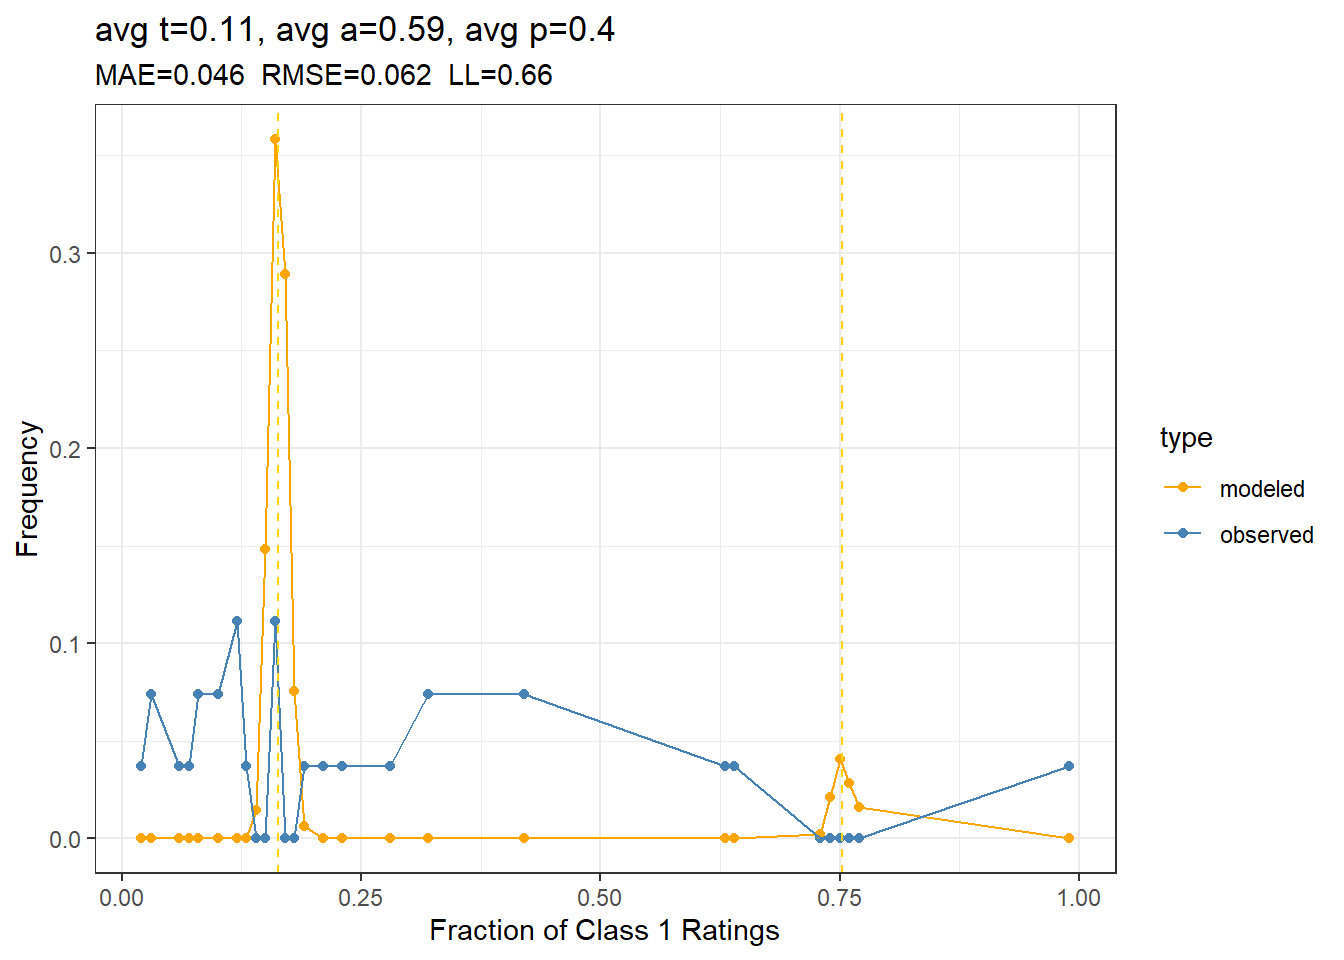 avg t=0.11, avg a=0.59, avg p=0.4
MAE=0.046  RMSE=0.062  LL=0.66
Frequency
0.3
0.2
0.1
0.0
0.00
0.25
0.50
0.75
1.00
Fraction of Class 1 Ratings
type
modeled
observed